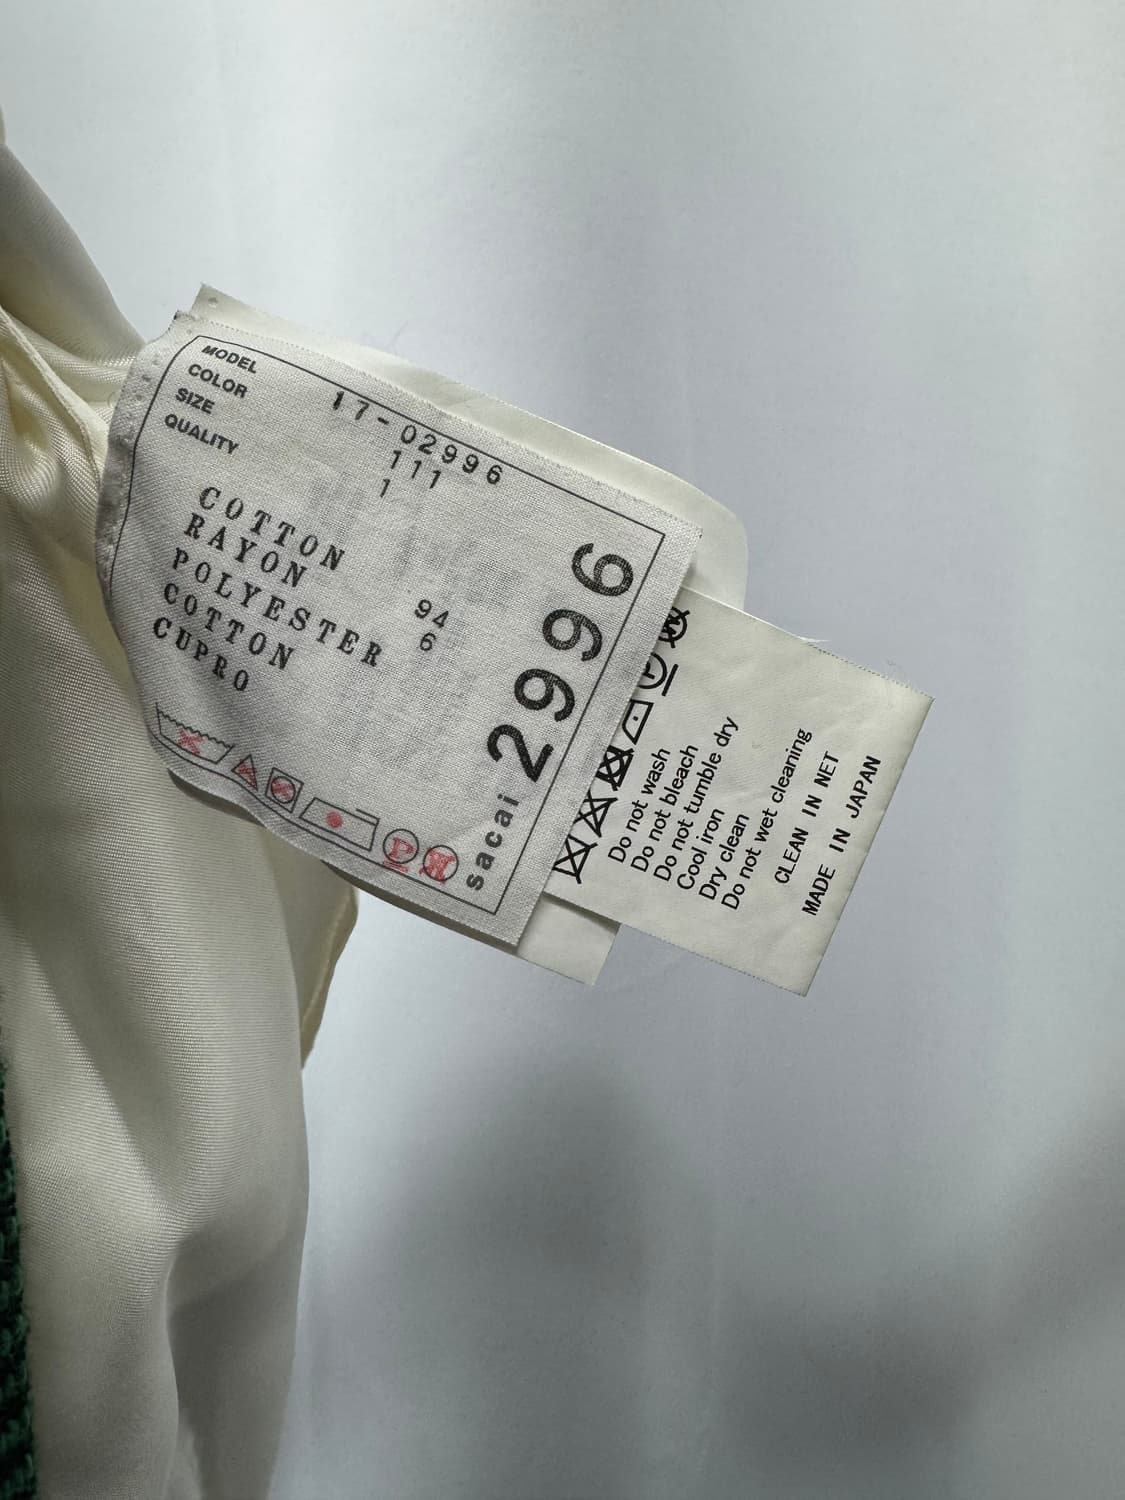 MODEL 17-02996
COLOR 111
SIZE 1
QUALITY
COTTON 94
RAYON 6
POLYESTER
COTTON
CUPRO
sacai 2996
Do not wash
Do not bleach
Do not tumble dry
Cool iron
Dry clean
Do not wet cleaning
CLEAN IN NET
MADE IN JAPAN